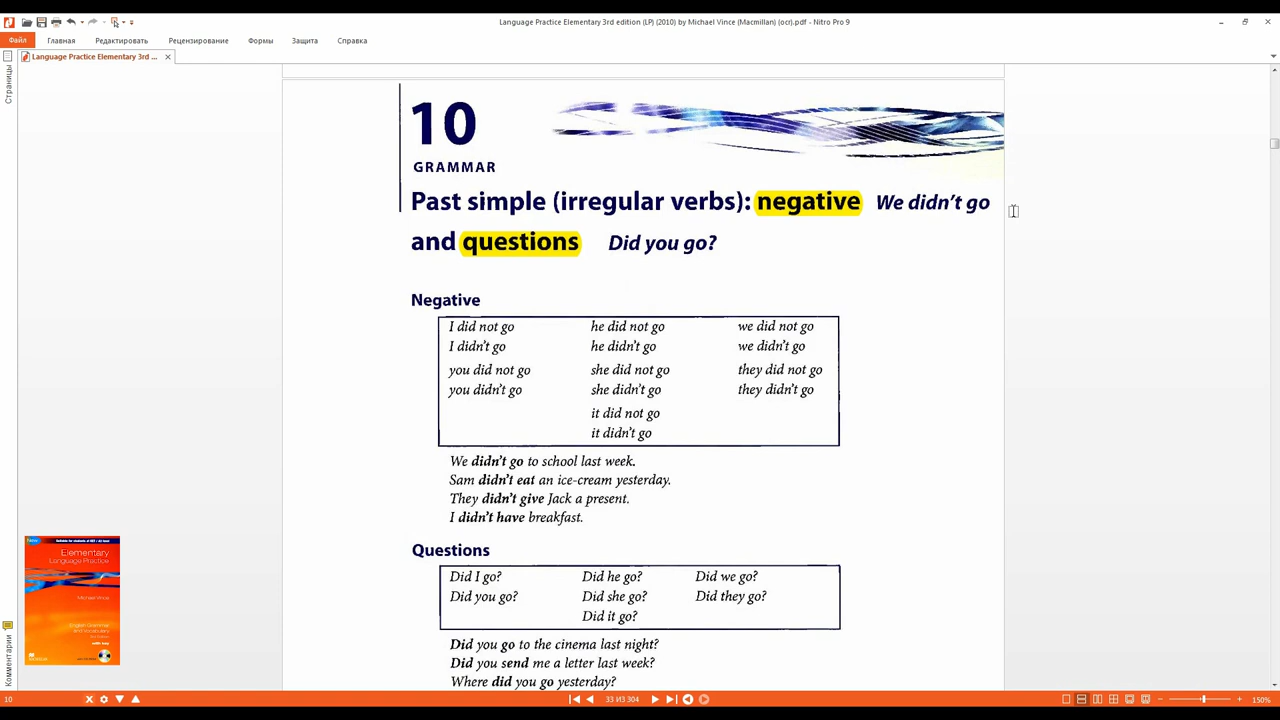 Language Practice Elementary 3rd edition (LP) (2010) by Michael Vince (Macmillan) (ocr).pdf - Nitro Pro 9
Файл Главная Редактировать Рецензирование Формы Защита Справка
Language Practice Elementary 3rd ...
Страницы
10
GRAMMAR
Past simple (irregular verbs): negative We didn't go
and questions Did you go?
Negative
I did not go he did not go we did not go
I didn't go he didn't go we didn't go
you did not go she did not go they did not go
you didn't go she didn't go they didn't go
it did not go
it didn't go
We didn't go to school last week.
Sam didn't eat an ice-cream yesterday.
They didn't give Jack a present.
I didn't have breakfast.
Questions
Did I go? Did he go? Did we go?
Did you go? Did she go? Did they go?
Did it go?
Did you go to the cinema last night?
Did you send me a letter last week?
Where did you go yesterday?
Elementary
Language Practice
Michael Vince
English Grammar
and Vocabulary
Комментарии
10
33 ИЗ 304
150%